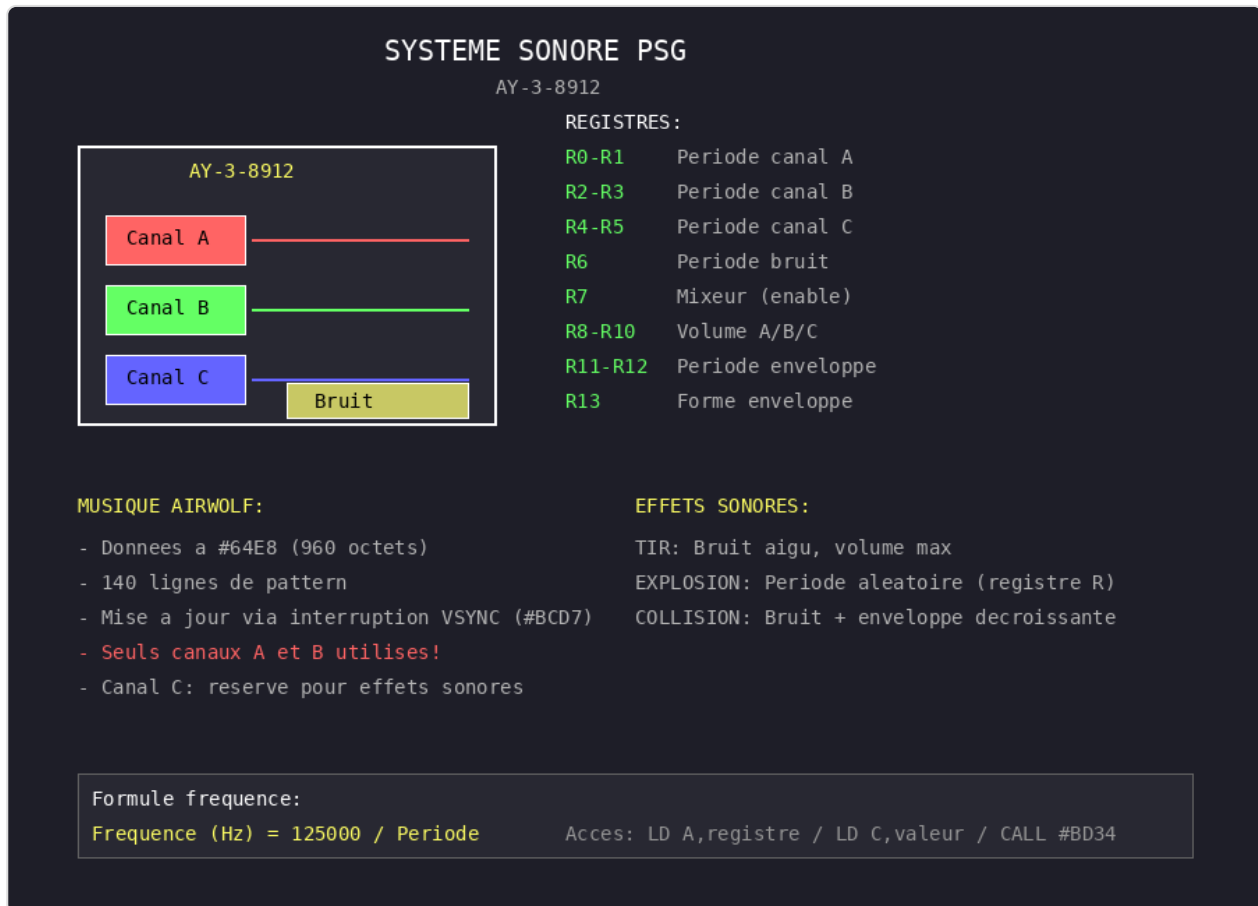 SYSTEME SONORE PSG
AY-3-8912
AY-3-8912
Canal A
Canal B
Canal C
Bruit
REGISTRES:
R0-R1 Periode canal A
R2-R3 Periode canal B
R4-R5 Periode canal C
R6 Periode bruit
R7 Mixeur (enable)
R8-R10 Volume A/B/C
R11-R12 Periode enveloppe
R13 Forme enveloppe
MUSIQUE AIRWOLF:
- Donnees a #64E8 (960 octets)
- 140 lignes de pattern
- Mise a jour via interruption VSYNC (#BCD7)
- Seuls canaux A et B utilises!
- Canal C: reserve pour effets sonores
EFFETS SONORES:
TIR: Bruit aigu, volume max
EXPLOSION: Periode aleatoire (registre R)
COLLISION: Bruit + enveloppe decroissante
Formule frequence:
Frequence (Hz) = 125000 / Periode
Acces: LD A,registre / LD C,valeur / CALL #BD34